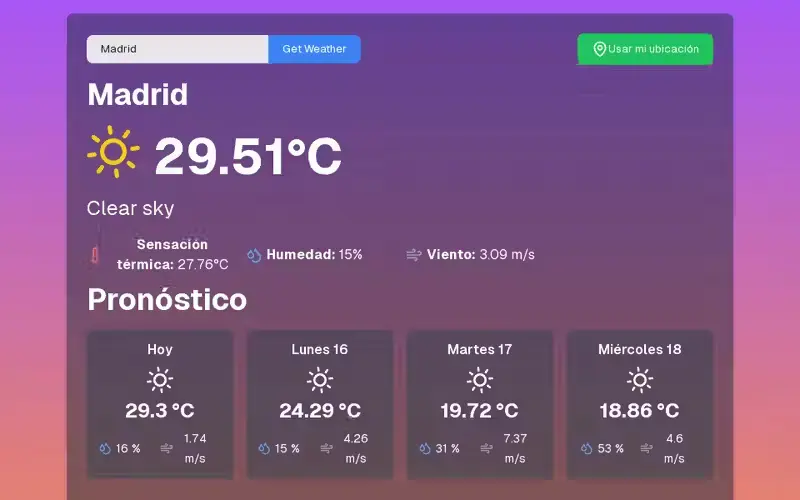 Madrid Get Weather Usar mi ubicación
Madrid
29.51°C
Clear sky
Sensación
térmica: 27.76°C Humedad: 15% Viento: 3.09 m/s
Pronóstico
Hoy
29.3 °C
16 % 1.74
m/s
Lunes 16
24.29 °C
15 % 4.26
m/s
Martes 17
19.72 °C
31 % 7.37
m/s
Miércoles 18
18.86 °C
53 % 4.6
m/s